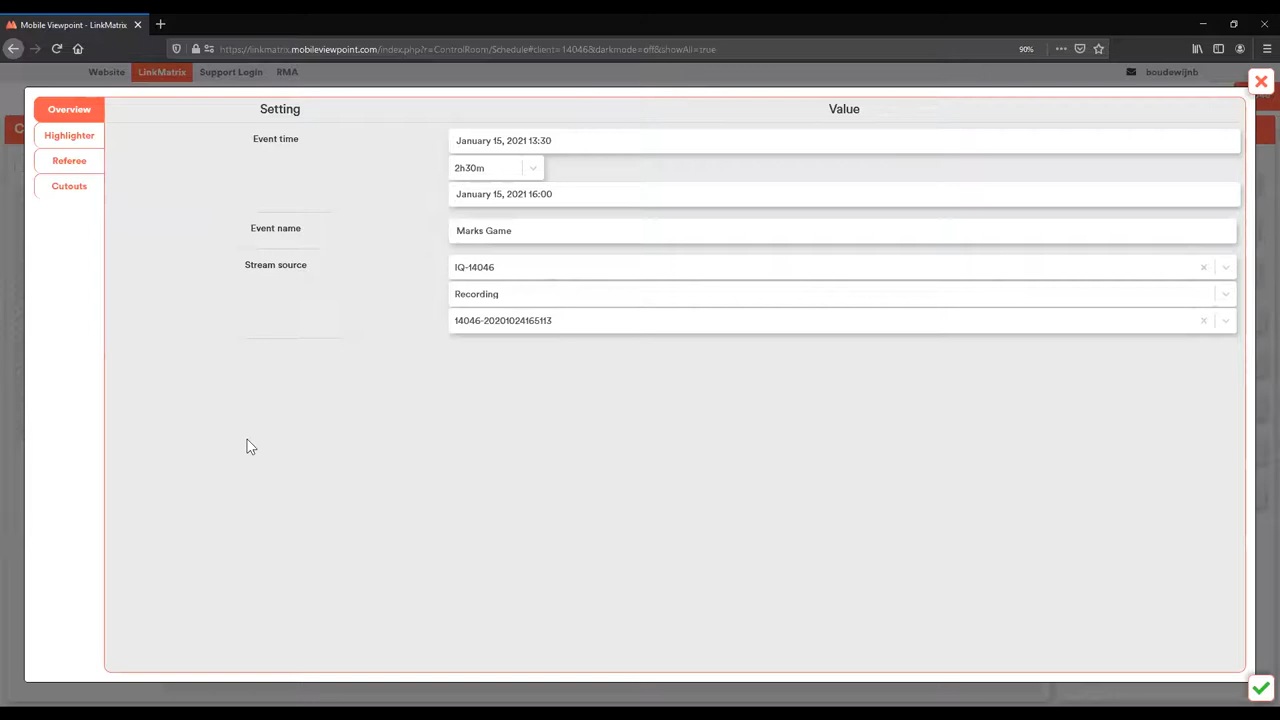 Mobile Viewpoint - LinkMatrix
https://linkmatrix.mobileviewpoint.com/index.php?r=ControlRoom/Schedule#client=14046&darkmode=off&showAll=true
90%
Website LinkMatrix Support Login RMA boudewijnb
Overview
Highlighter
Referee
Cutouts
Setting Value
Event time January 15, 2021 13:30
2h30m
January 15, 2021 16:00
Event name Marks Game
Stream source IQ-14046
Recording
14046-20201024165113